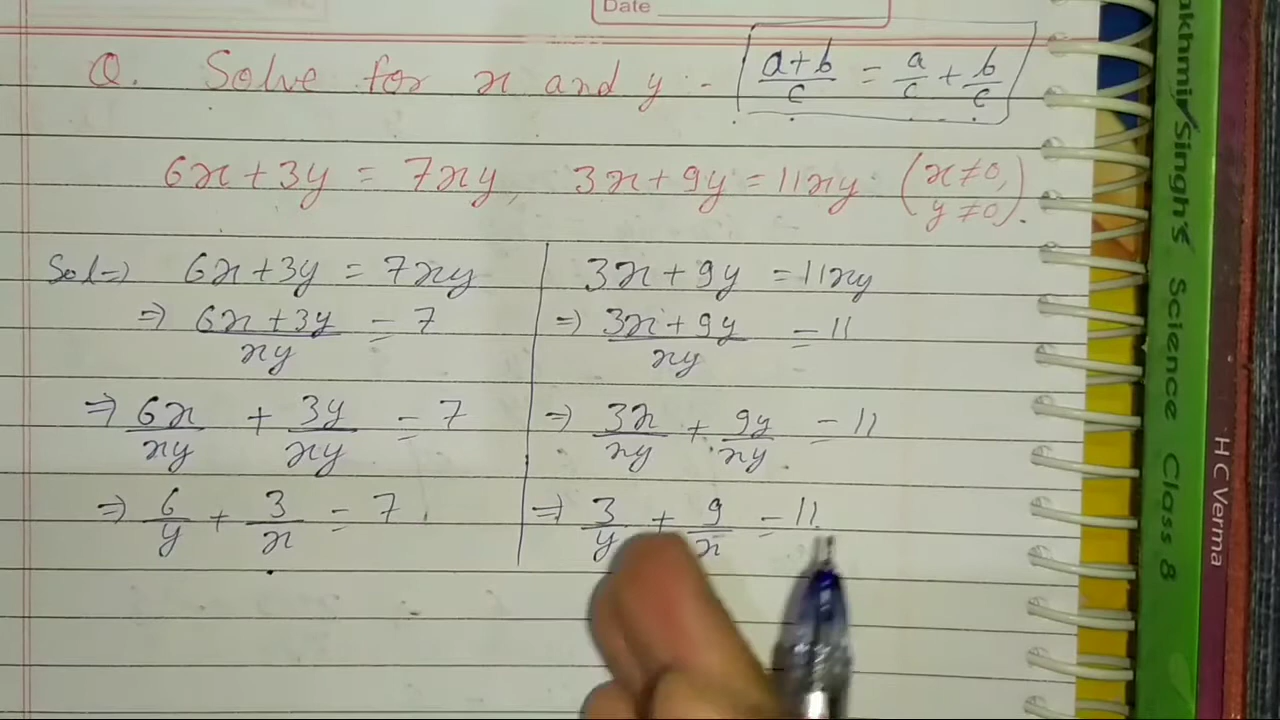 Date
Q. Solve for x and y :- a+b/c = a/c + b/c
6x+3y = 7xy, 3x+9y = 11xy (x≠0, y≠0).
Sol⇒ 6x+3y = 7xy
⇒ 6x+3y/xy = 7
⇒ 6x/xy + 3y/xy = 7
⇒ 6/y + 3/x = 7
3x+9y = 11xy
⇒ 3x+9y/xy = 11
⇒ 3x/xy + 9y/xy = 11
⇒ 3/y + 9/x = 11
akhmir Singh's Science Class 8
H C Verma